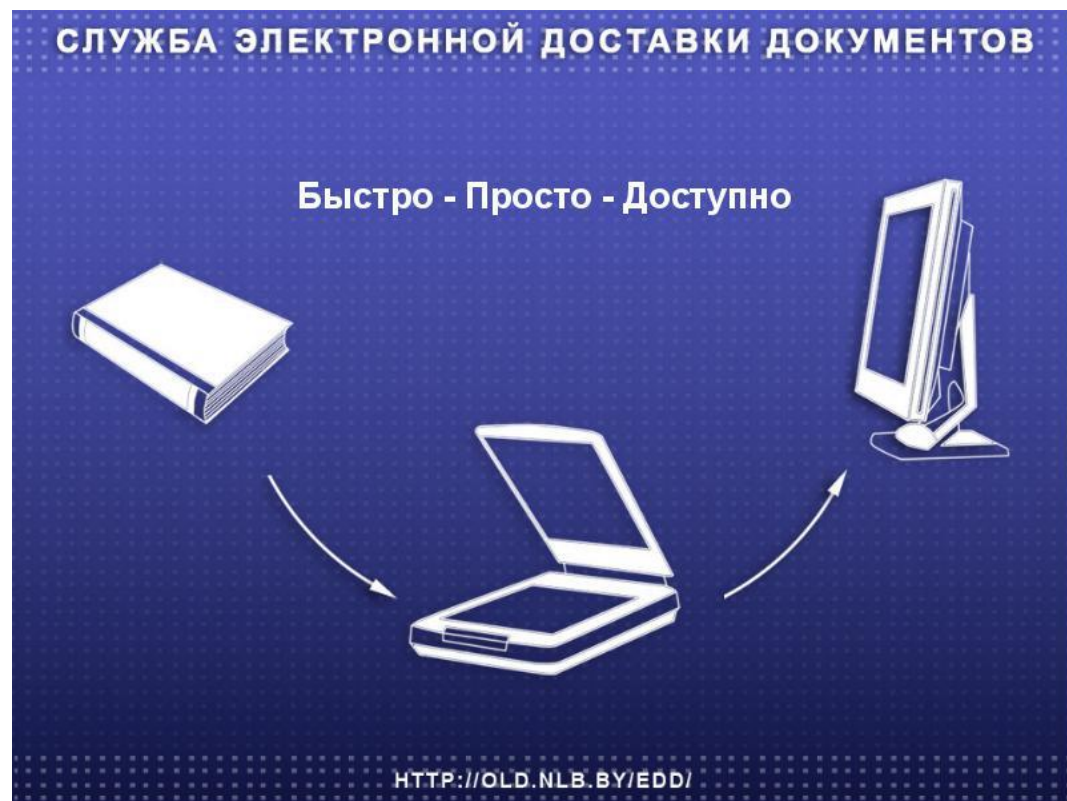 СЛУЖБА ЭЛЕКТРОННОЙ ДОСТАВКИ ДОКУМЕНТОВ
Быстро - Просто - Доступно
HTTP://OLD.NLB.BY/EDD/